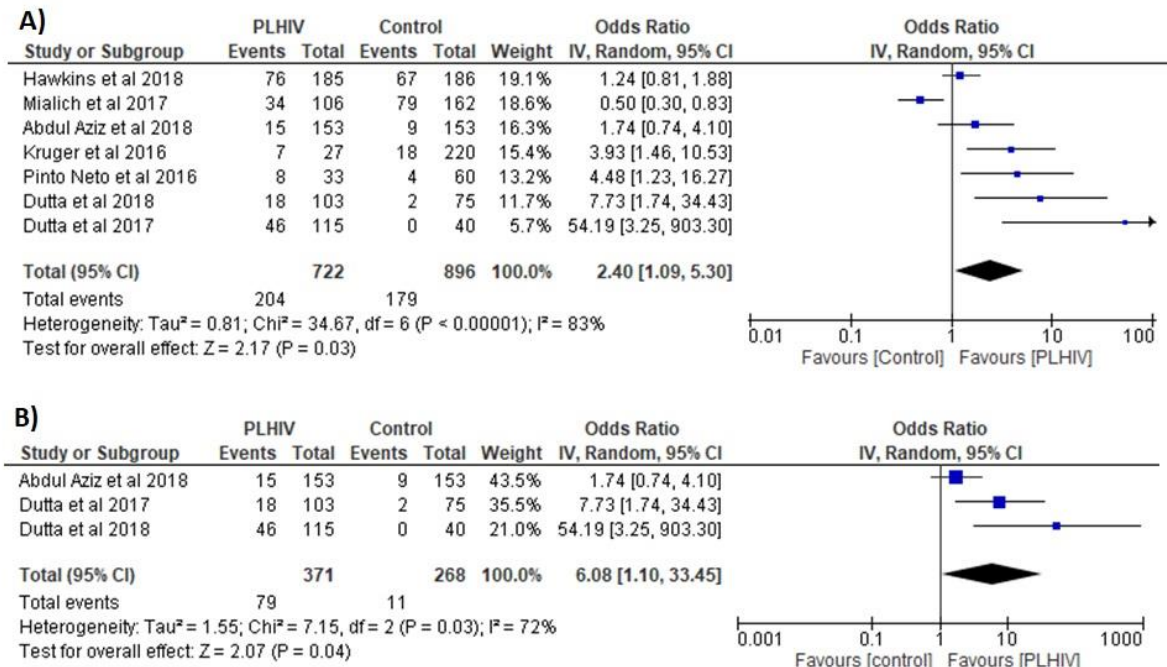 A)
PLHIV Control Odds Ratio Odds Ratio
Study or Subgroup Events Total Events Total Weight IV, Random, 95% CI IV, Random, 95% CI
Hawkins et al 2018 76 185 67 186 19.1% 1.24 [0.81, 1.88]
Mialich et al 2017 34 106 79 162 18.6% 0.50 [0.30, 0.83]
Abdul Aziz et al 2018 15 153 9 153 16.3% 1.74 [0.74, 4.10]
Kruger et al 2016 7 27 18 220 15.4% 3.93 [1.46, 10.53]
Pinto Neto et al 2016 8 33 4 60 13.2% 4.48 [1.23, 16.27]
Dutta et al 2018 18 103 2 75 11.7% 7.73 [1.74, 34.43]
Dutta et al 2017 46 115 0 40 5.7% 54.19 [3.25, 903.30]
Total (95% CI) 722 896 100.0% 2.40 [1.09, 5.30]
Total events 204 179
Heterogeneity: Tau² = 0.81; Chi² = 34.67, df = 6 (P < 0.00001); I² = 83%
Test for overall effect: Z = 2.17 (P = 0.03)
0.01 0.1 1 10 100
Favours [Control] Favours [PLHIV]
B)
PLHIV Control Odds Ratio Odds Ratio
Study or Subgroup Events Total Events Total Weight IV, Random, 95% CI IV, Random, 95% CI
Abdul Aziz et al 2018 15 153 9 153 43.5% 1.74 [0.74, 4.10]
Dutta et al 2017 18 103 2 75 35.5% 7.73 [1.74, 34.43]
Dutta et al 2018 46 115 0 40 21.0% 54.19 [3.25, 903.30]
Total (95% CI) 371 268 100.0% 6.08 [1.10, 33.45]
Total events 79 11
Heterogeneity: Tau² = 1.55; Chi² = 7.15, df = 2 (P = 0.03); I² = 72%
Test for overall effect: Z = 2.07 (P = 0.04)
0.001 0.1 1 10 1000
Favours [control] Favours [PLHIV]